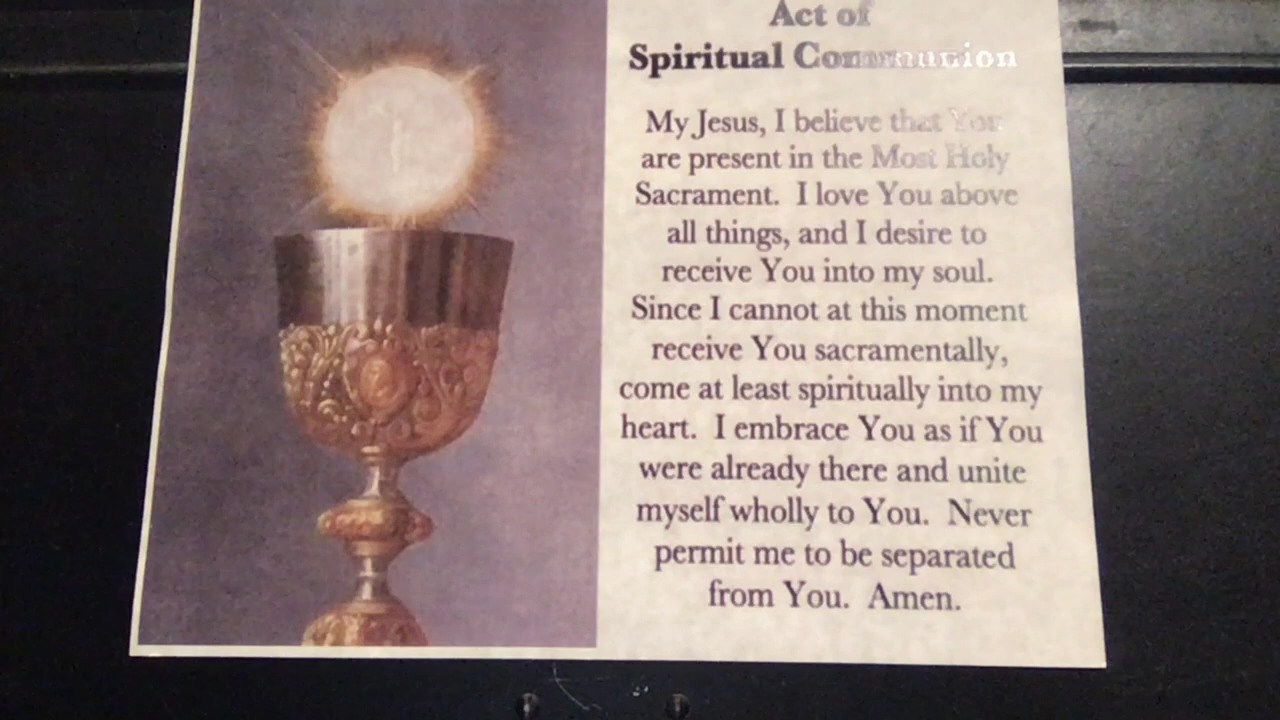 Act of
Spiritual Communion
My Jesus, I believe that You
are present in the Most Holy
Sacrament. I love You above
all things, and I desire to
receive You into my soul.
Since I cannot at this moment
receive You sacramentally,
come at least spiritually into my
heart. I embrace You as if You
were already there and unite
myself wholly to You. Never
permit me to be separated
from You. Amen.